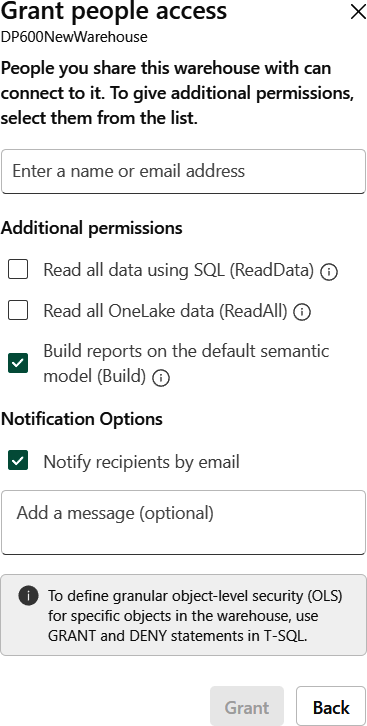 Grant people access
DP600NewWarehouse
People you share this warehouse with can
connect to it. To give additional permissions,
select them from the list.
Enter a name or email address
Additional permissions
Read all data using SQL (ReadData)
Read all OneLake data (ReadAll)
Build reports on the default semantic
model (Build)
Notification Options
Notify recipients by email
Add a message (optional)
To define granular object-level security (OLS)
for specific objects in the warehouse, use
GRANT and DENY statements in T-SQL.
Grant
Back